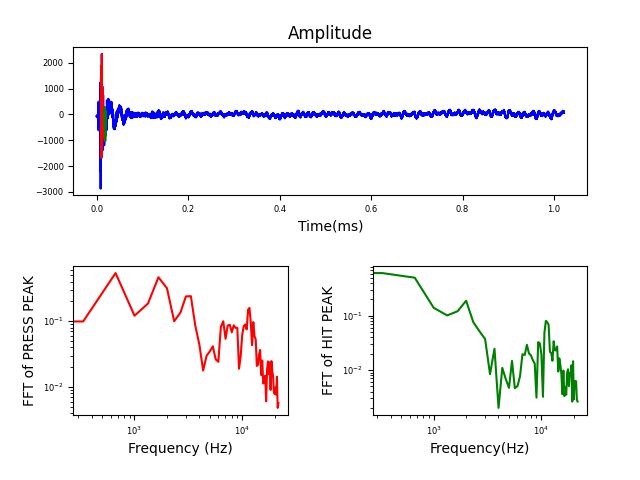 Amplitude
2000
1000
0
−1000
−2000
−3000
0.0 0.2 0.4 0.6 0.8 1.0
Time(ms)
FFT of PRESS PEAK
10⁻¹
10⁻²
10³ 10⁴
Frequency (Hz)
FFT of HIT PEAK
10⁻¹
10⁻²
10³ 10⁴
Frequency(Hz)